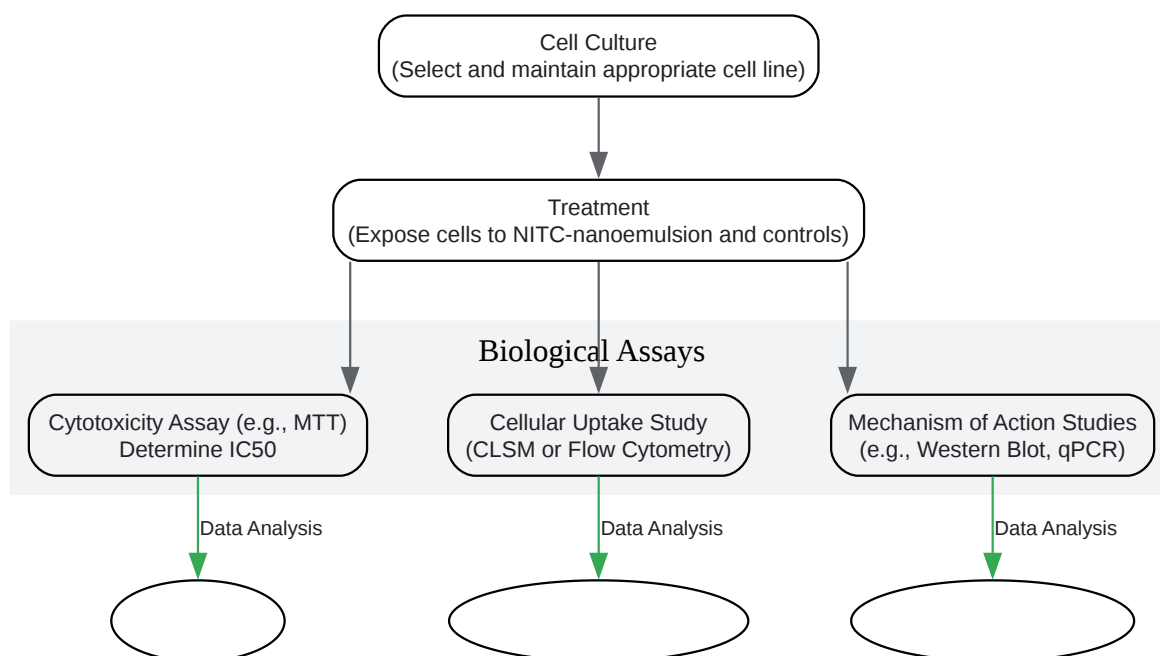 Cell Culture
(Select and maintain appropriate cell line)
Treatment
(Expose cells to NITC-nanoemulsion and controls)
Biological Assays
Cytotoxicity Assay (e.g., MTT)
Determine IC50
Cellular Uptake Study
(CLSM or Flow Cytometry)
Mechanism of Action Studies
(e.g., Western Blot, qPCR)
Data Analysis
Data Analysis
Data Analysis